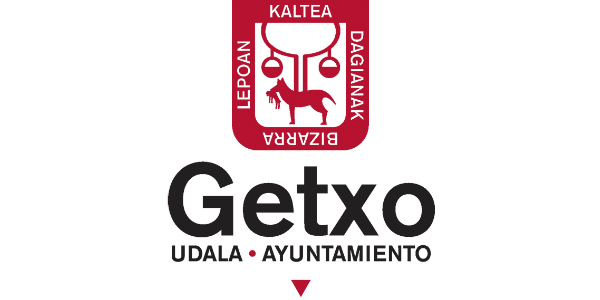 KALTEA
DAGIANAK
BIZARRA
LEPOAN
Getxo
UDALA • AYUNTAMIENTO